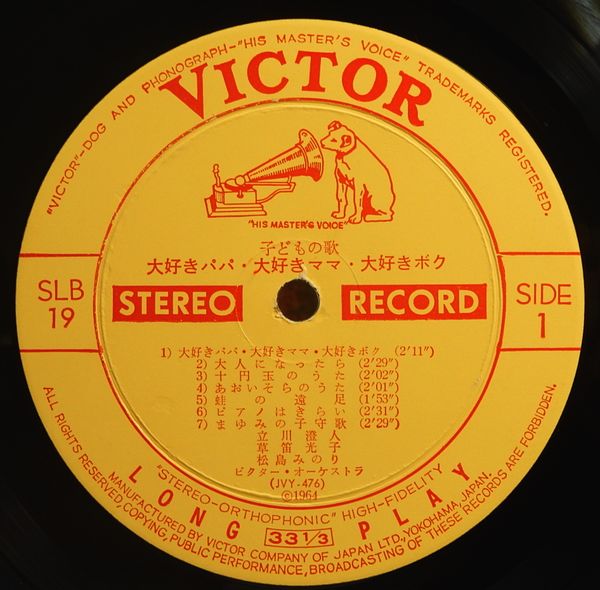 "VICTOR"—DOG AND PHONOGRAPH—"HIS MASTER'S VOICE" TRADEMARKS REGISTERED.
VICTOR
"HIS MASTER'S VOICE"
子どもの歌
大好きパパ・大好きママ・大好きボク
SLB
19
STEREO
RECORD
SIDE
1
1) 大好きパパ・大好きママ・大好きボク (2'11")
2) 大人になったら (2'29")
3) 十円玉のうた (2'02")
4) あおいそらのうた (2'01")
5) 蛙の遠足 (1'53")
6) ピアノはきらい (2'31")
7) まゆみの子守歌 (2'29")
立川澄人
草笛光子
松島みのり
ビクター・オーケストラ
(JVY-476)
©1964
"STEREO-ORTHOPHONIC" HIGH-FIDELITY
LONG PLAY
33 1/3
MANUFACTURED BY VICTOR COMPANY OF JAPAN LTD., YOKOHAMA, JAPAN.
ALL RIGHTS RESERVED, COPYING, PUBLIC PERFORMANCE, BROADCASTING OF THESE RECORDS ARE FORBIDDEN.